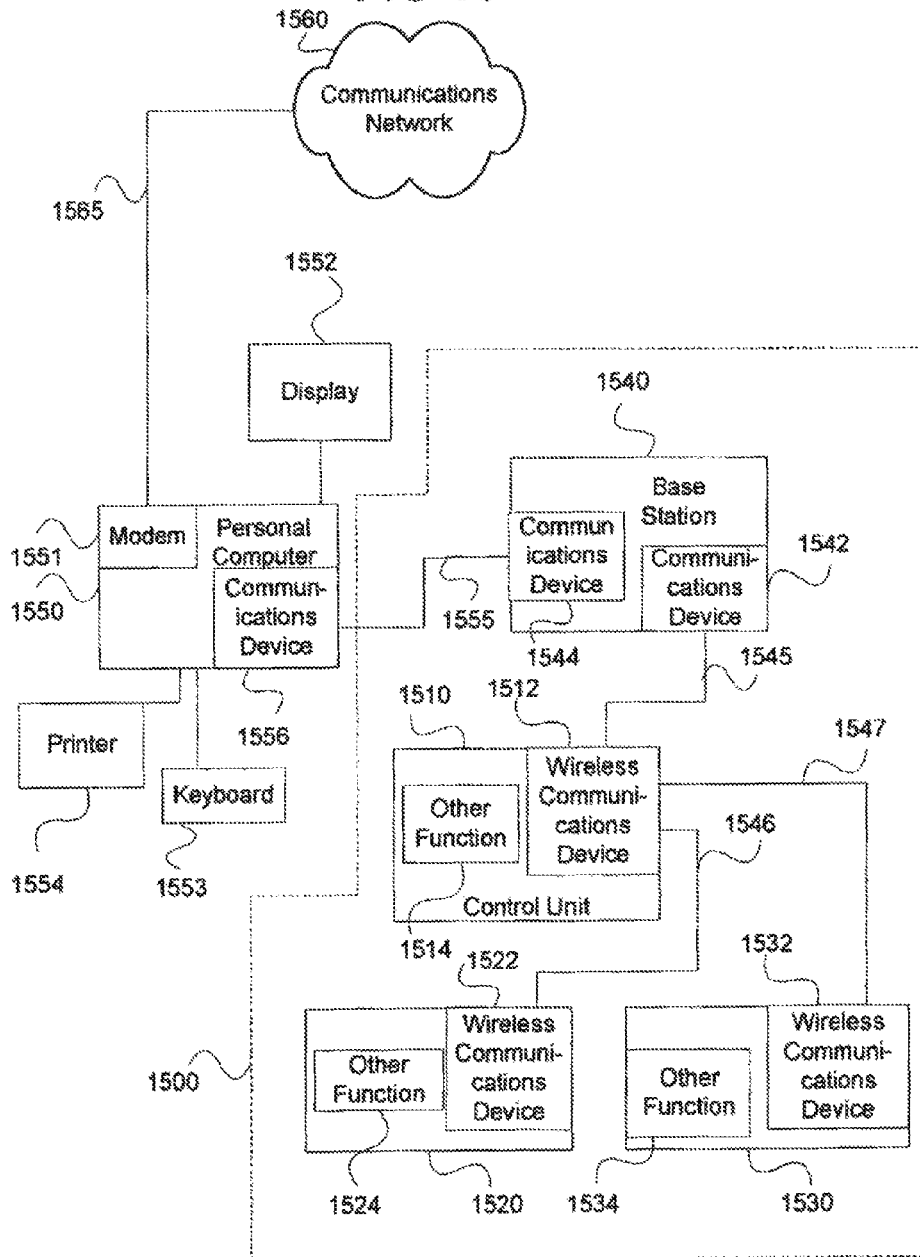 1560
Communications
Network
1565
1552
Display
1540
Base
Station
Commun
ications
Device
Communi-
cations
Device
1542
1551
Modem
Personal
Computer
1550
Commun-
ications
Device
1555
1544
1545
1510
1512
1547
Printer
1556
Keyboard
Wireless
Communi-
cations
Device
Other
Function
1546
1554
1553
Control Unit
1514
1522
1532
1500
Wireless
Communi-
cations
Device
Other
Function
Wireless
Communi-
cations
Device
Other
Function
1524
1520
1534
1530